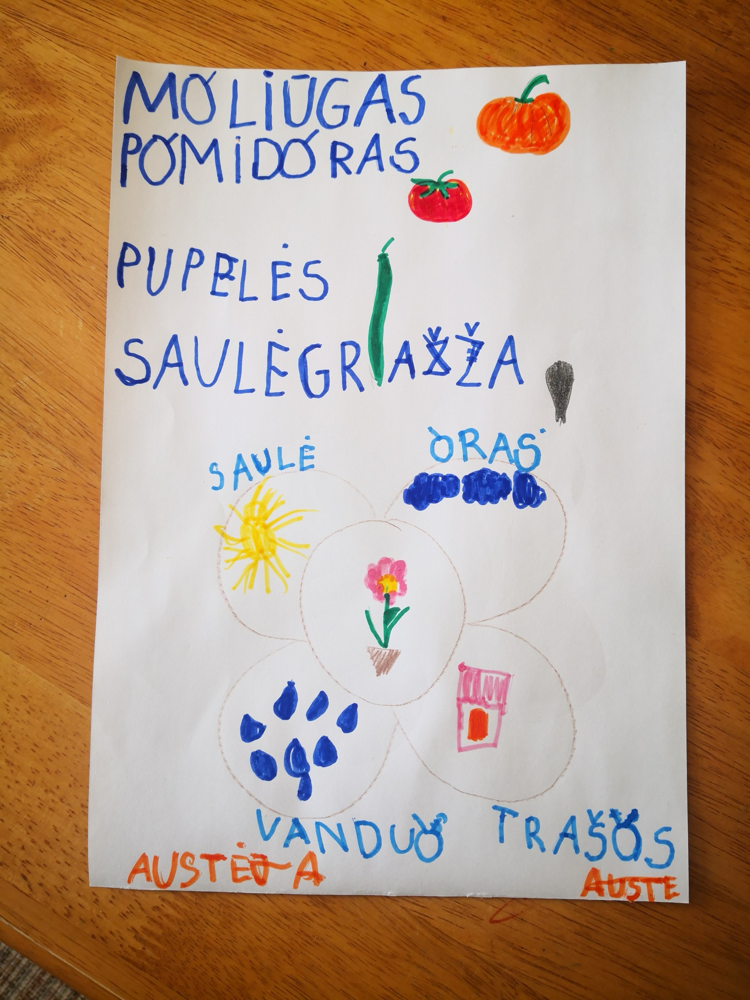 MOLIŪGAS
POMIDORAS
PUPELĖS
SAULĖGRAŽŽA
SAULĖ
ORAS
VANDUO
TRAŠOS
AUSTĖJA
AUSTE